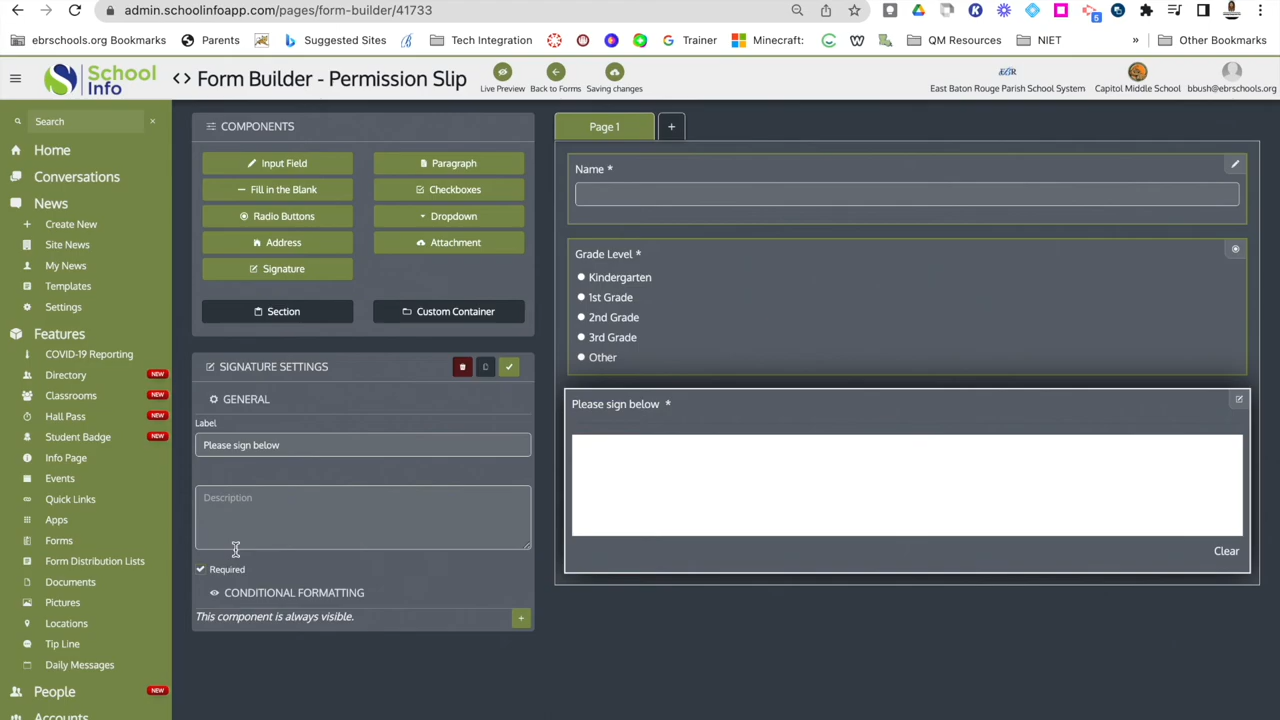 admin.schoolinfoapp.com/pages/form-builder/41733
5
ebrschools.org Bookmarks
Parents
Suggested Sites
Tech Integration
Trainer
Minecraft:
QM Resources
NIET
»
Other Bookmarks
School Info
<> Form Builder - Permission Slip
Live Preview
Back to Forms
Saving changes
East Baton Rouge Parish School System
Capitol Middle School
bbush@ebrschools.org
Search
Home
Conversations
News
Create New
Site News
My News
Templates
Settings
Features
COVID-19 Reporting
Directory NEW
Classrooms NEW
Hall Pass NEW
Student Badge NEW
Info Page
Events
Quick Links
Apps
Forms
Form Distribution Lists
Documents
Pictures
Locations
Tip Line
Daily Messages
People NEW
Accounts
COMPONENTS
Input Field
Paragraph
Fill in the Blank
Checkboxes
Radio Buttons
Dropdown
Address
Attachment
Signature
Section
Custom Container
SIGNATURE SETTINGS
GENERAL
Label
Please sign below
Description
Required
CONDITIONAL FORMATTING
This component is always visible.
+
Page 1
+
Name *
Grade Level *
Kindergarten
1st Grade
2nd Grade
3rd Grade
Other
Please sign below *
Clear